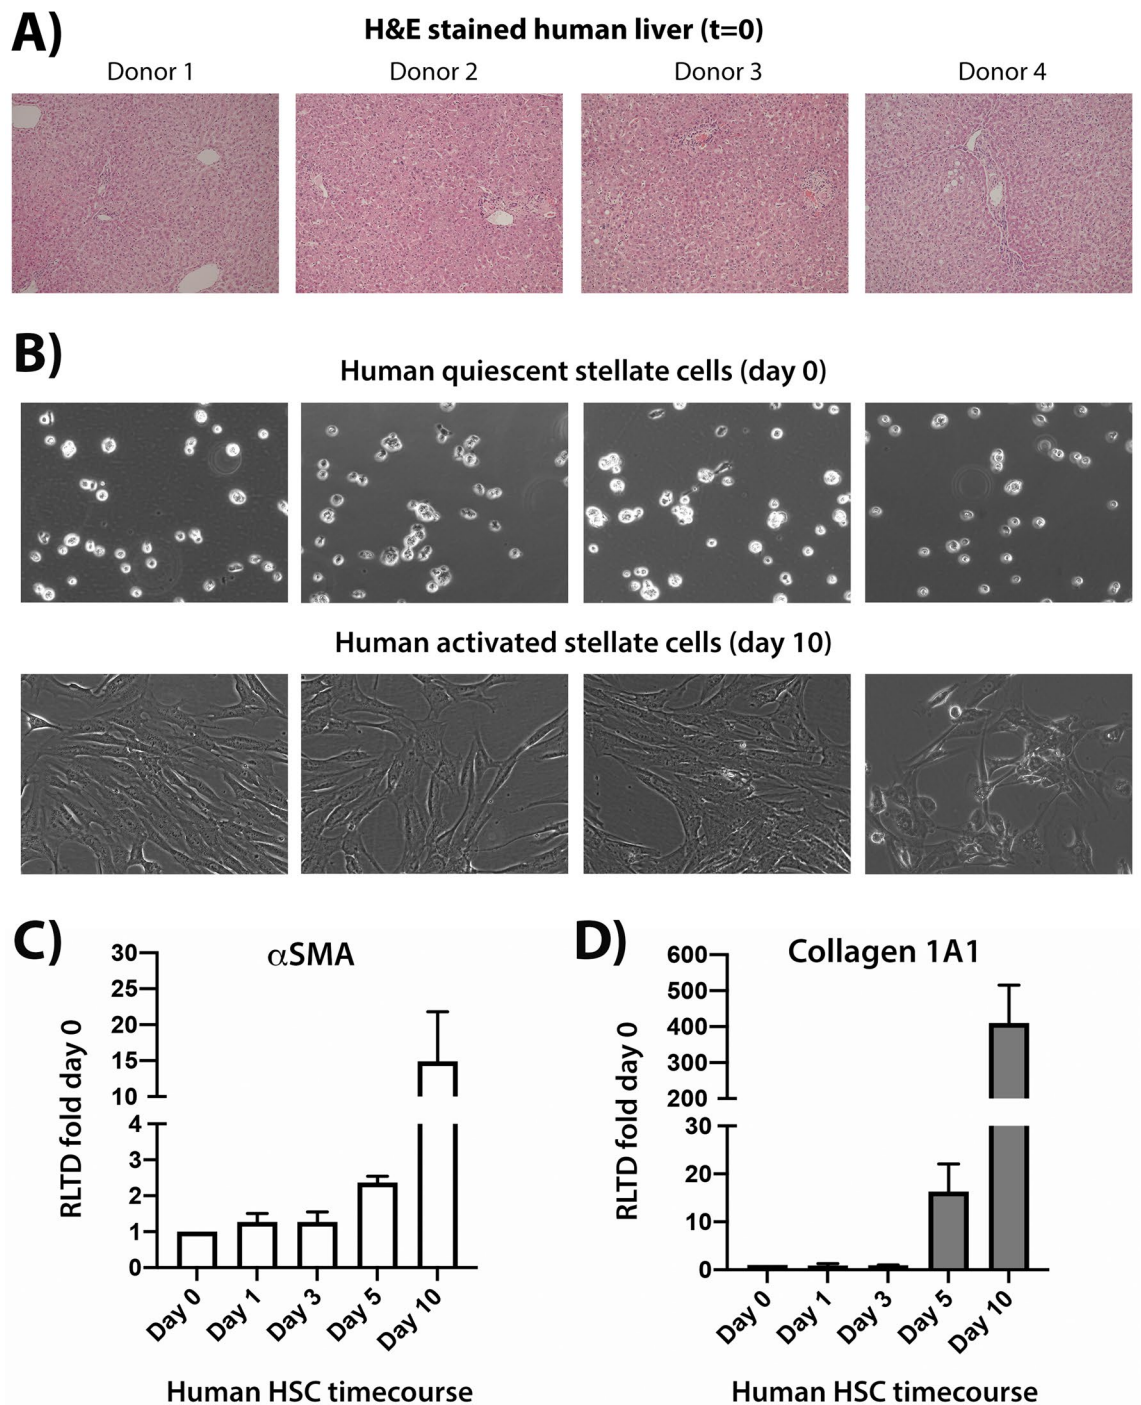 A)
H&E stained human liver (t=0)
Donor 1
Donor 2
Donor 3
Donor 4
B)
Human quiescent stellate cells (day 0)
Human activated stellate cells (day 10)
C)
αSMA
RLTD fold day 0
30
25
20
15
10
4
3
2
1
0
Day 0
Day 1
Day 3
Day 5
Day 10
Human HSC timecourse
D)
Collagen 1A1
RLTD fold day 0
600
500
400
300
200
30
20
10
0
Day 0
Day 1
Day 3
Day 5
Day 10
Human HSC timecourse